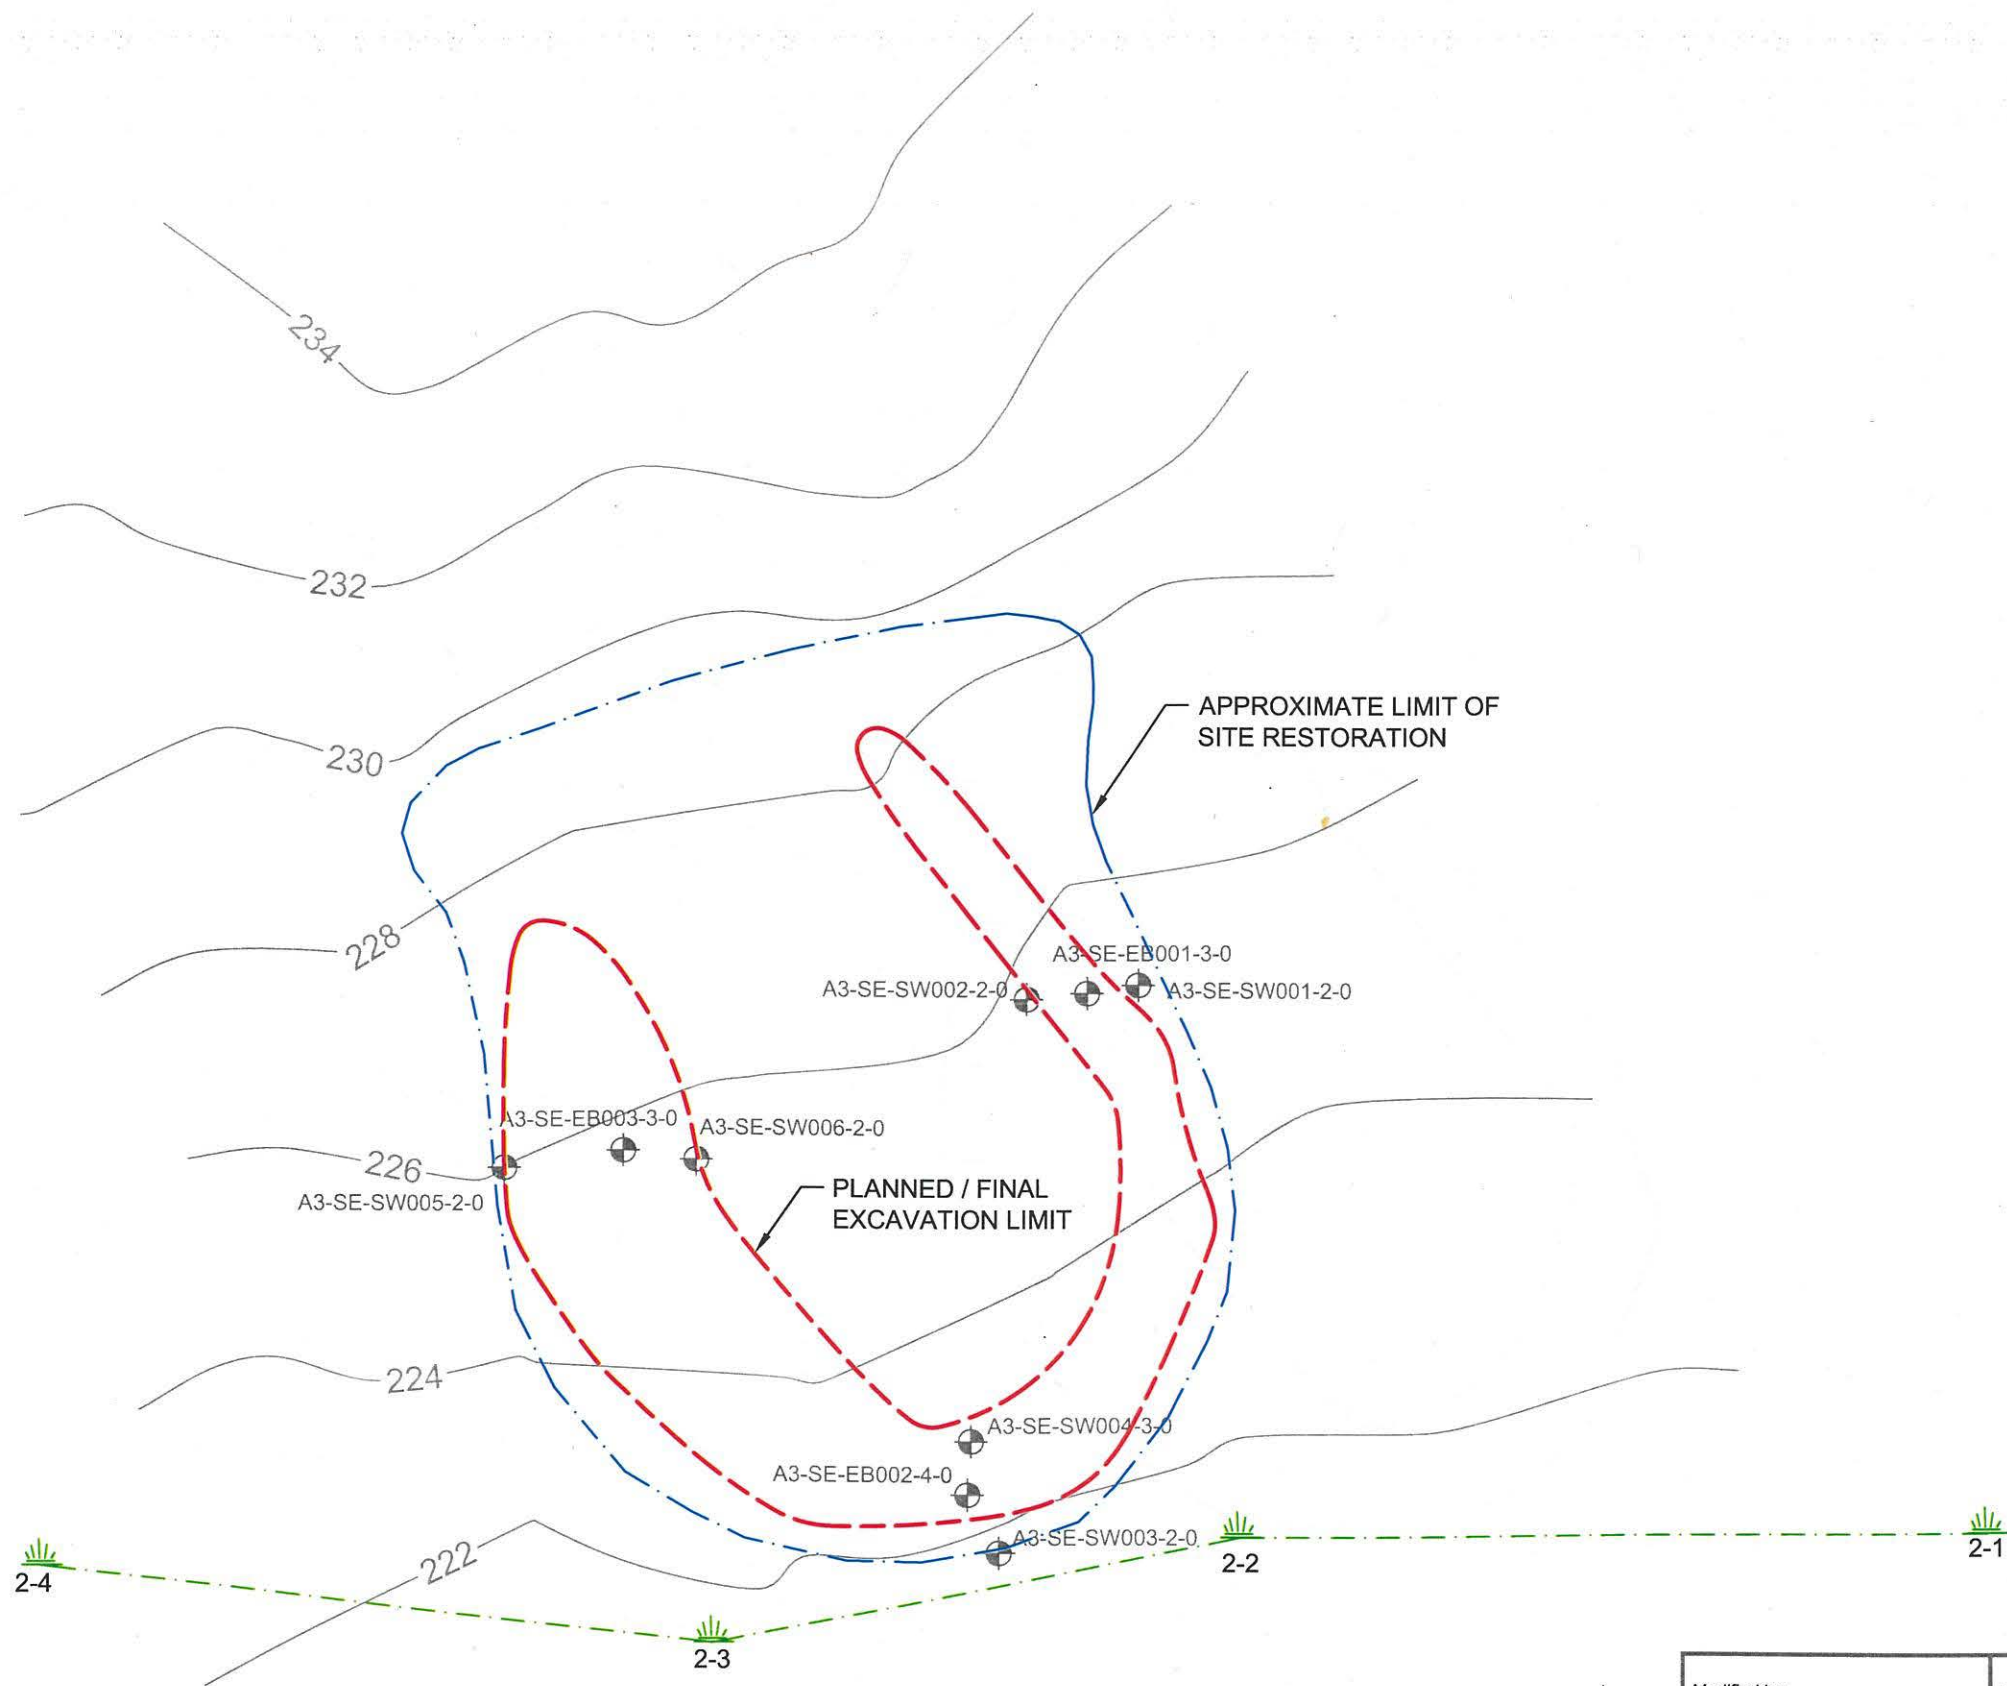 234
232
230
APPROXIMATE LIMIT OF
SITE RESTORATION
228
A3-SE-EB001-3-0
A3-SE-SW002-2-0
A3-SE-SW001-2-0
A3-SE-EB003-3-0
A3-SE-SW006-2-0
226
A3-SE-SW005-2-0
PLANNED / FINAL
EXCAVATION LIMIT
224
A3-SE-SW004-3-0
A3-SE-EB002-4-0
A3-SE-SW003-2-0
222
2-4
2-2
2-1
2-3